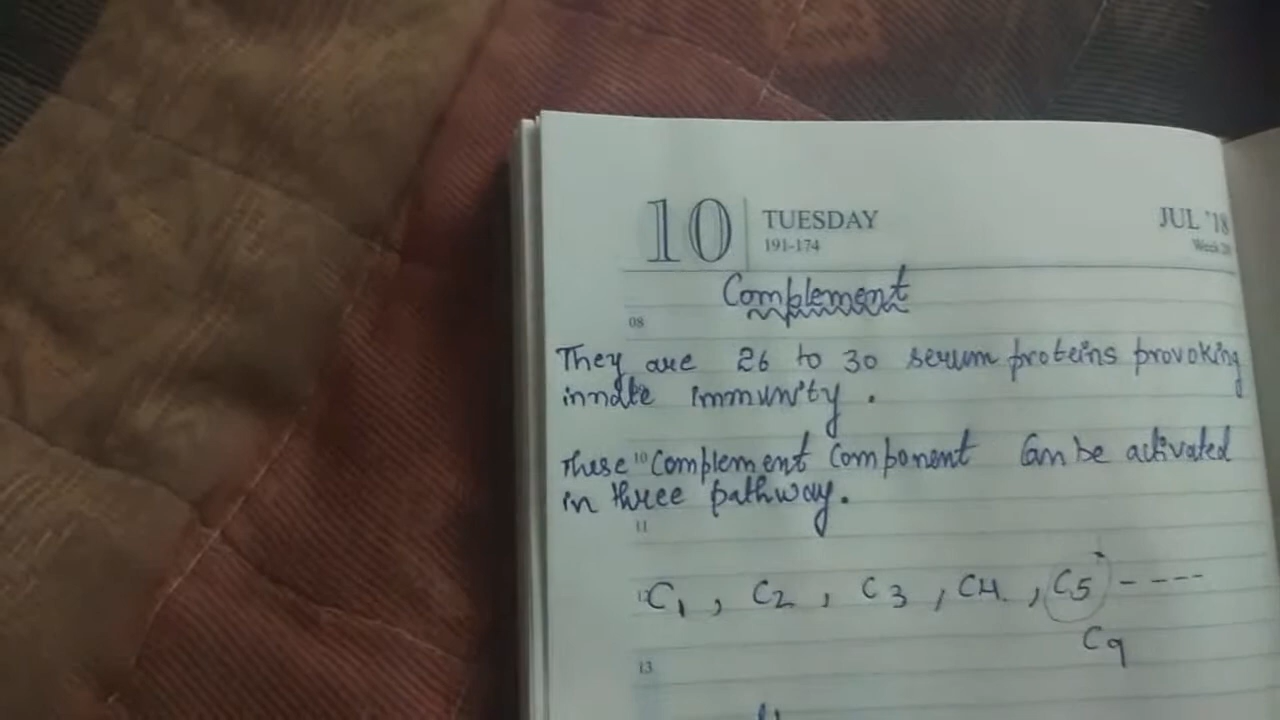 10 TUESDAY JUL '18
191-174
Complement
08
They are 26 to 30 serum proteins provoking
innate immunity.
These 10 Complement Component Can be activated
in three pathway.
11
C1, C2, C3, C4, C5 ----
C9
13